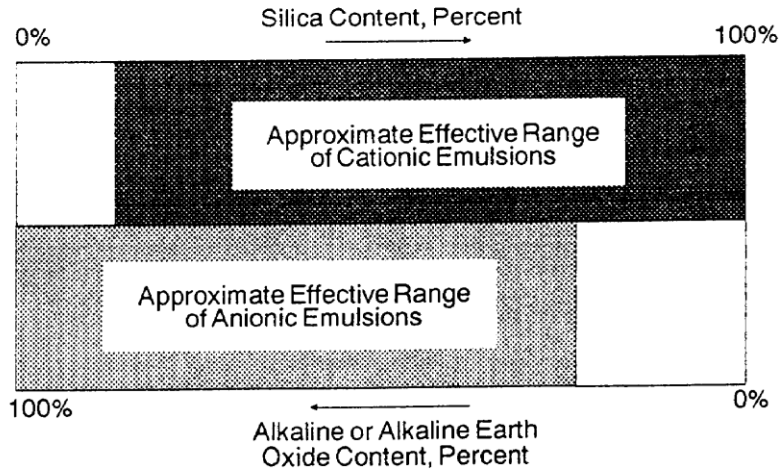 Silica Content, Percent
0%
100%
Approximate Effective Range
of Cationic Emulsions
Approximate Effective Range
of Anionic Emulsions
100%
0%
Alkaline or Alkaline Earth
Oxide Content, Percent